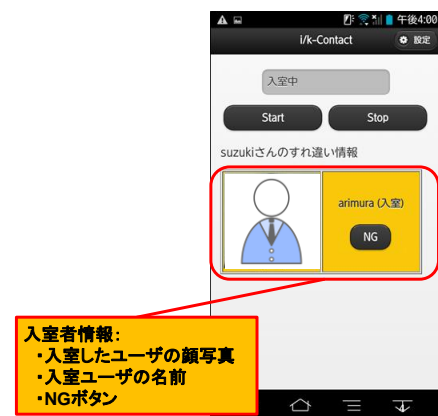 午後4:00
i/k-Contact
設定
入室中
Start
Stop
suzukiさんのすれ違い情報
arimura (入室)
NG
入室者情報:
・入室したユーザの顔写真
・入室ユーザの名前
・NGボタン